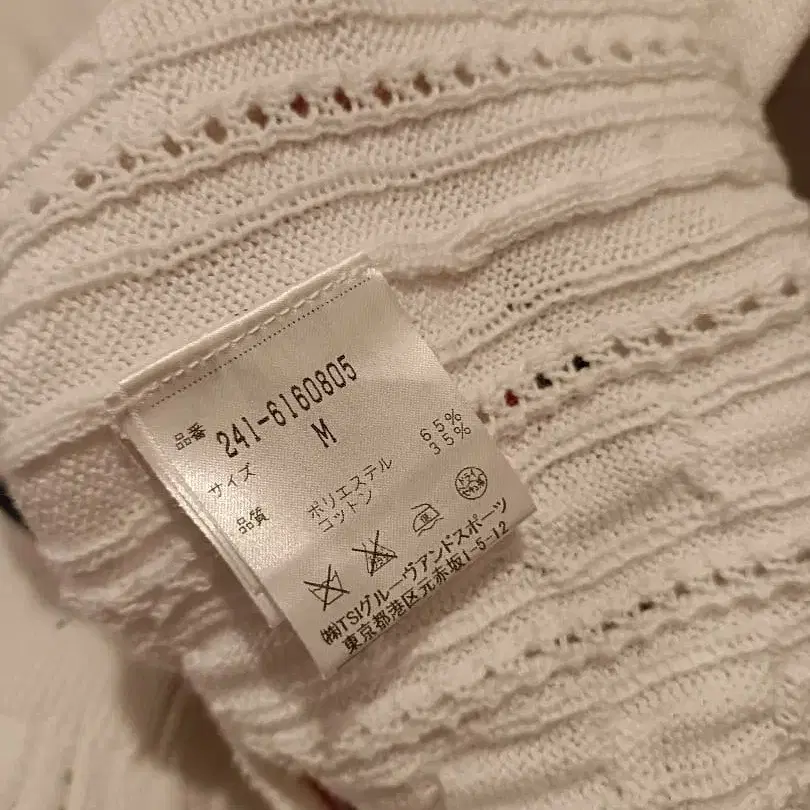 品番 241-6160805
サイズ M
品質 ポリエステル 65%
コットン 35%
㈱TSIグルーヴアンドスポーツ
東京都港区元赤坂1-5-12